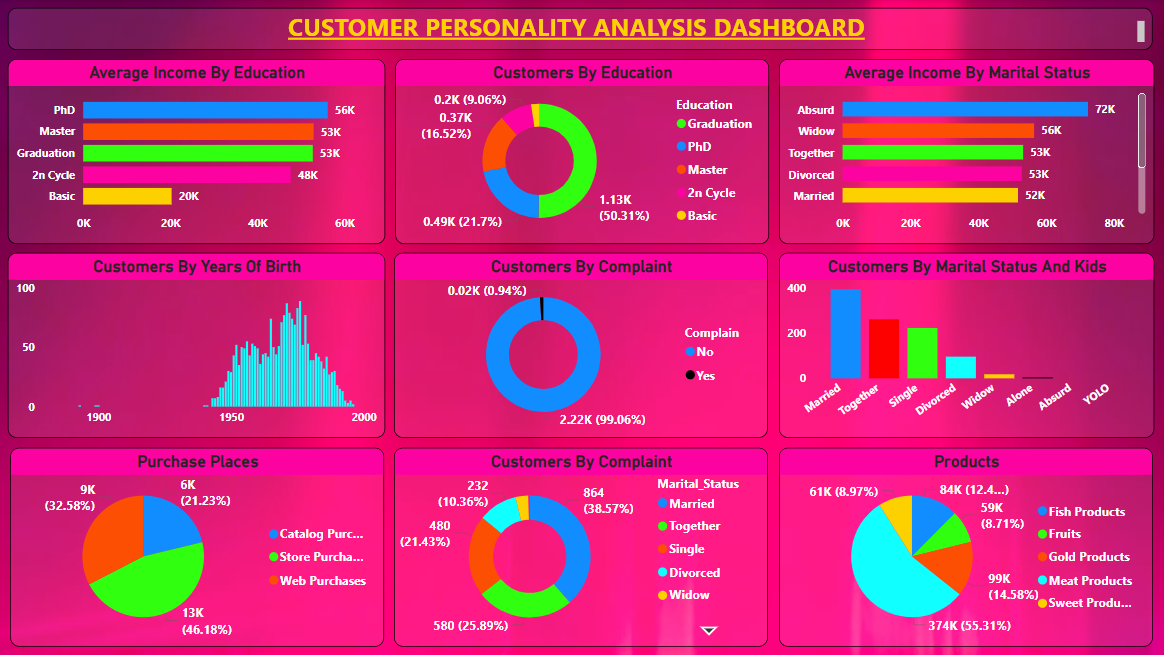 CUSTOMER PERSONALITY ANALYSIS DASHBOARD
Average Income By Education
PhD
56K
Master
53K
Graduation
53K
2n Cycle
48K
Basic
20K
0K
20K
40K
60K
Customers By Education
0.2K (9.06%)
0.37K
(16.52%)
0.49K (21.7%)
1.13K
(50.31%)
Education
Graduation
PhD
Master
2n Cycle
Basic
Average Income By Marital Status
Absurd
72K
Widow
56K
Together
53K
Divorced
53K
Married
52K
0K
20K
40K
60K
80K
Customers By Years Of Birth
100
50
0
1900
1950
2000
Customers By Complaint
0.02K (0.94%)
2.22K (99.06%)
Complain
No
Yes
Customers By Marital Status And Kids
400
200
0
Married
Together
Single
Divorced
Widow
Alone
Absurd
YOLO
Purchase Places
9K
(32.58%)
6K
(21.23%)
13K
(46.18%)
Catalog Purc...
Store Purcha...
Web Purchases
Customers By Complaint
232
(10.36%)
480
(21.43%)
580 (25.89%)
864
(38.57%)
Marital_Status
Married
Together
Single
Divorced
Widow
Products
61K (8.97%)
84K (12.4...)
59K
(8.71%)
99K
(14.58%)
374K (55.31%)
Fish Products
Fruits
Gold Products
Meat Products
Sweet Produ...